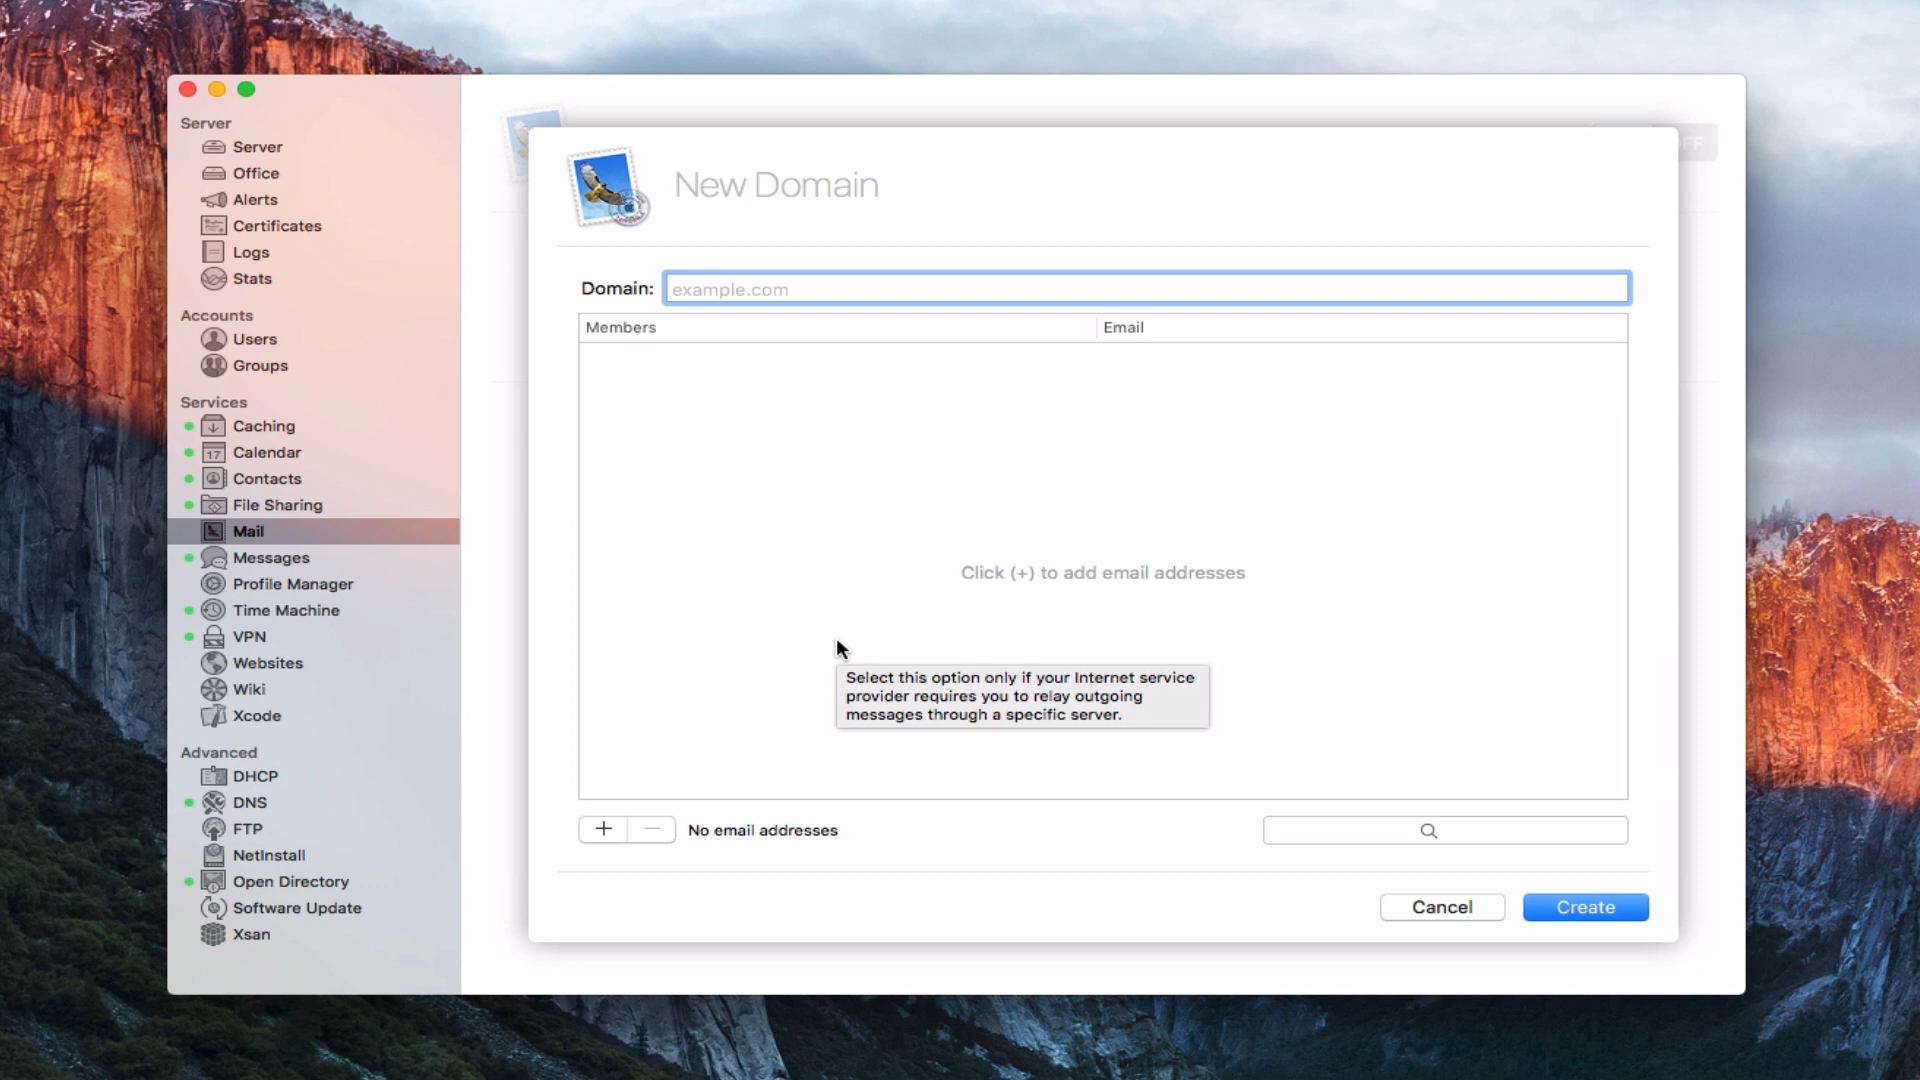 Server
Server
Office
Alerts
Certificates
Logs
Stats
Accounts
Users
Groups
Services
Caching
17
Calendar
Contacts
File Sharing
Mail
Messages
Profile Manager
Time Machine
VPN
Websites
Wiki
Xcode
Advanced
DHCP
DNS
FTP
NetInstall
Open Directory
Software Update
Xsan
New Domain
Domain:
example.com
Members
Email
Click (+) to add email addresses
Select this option only if your Internet service
provider requires you to relay outgoing
messages through a specific server.
No email addresses
Cancel
Create